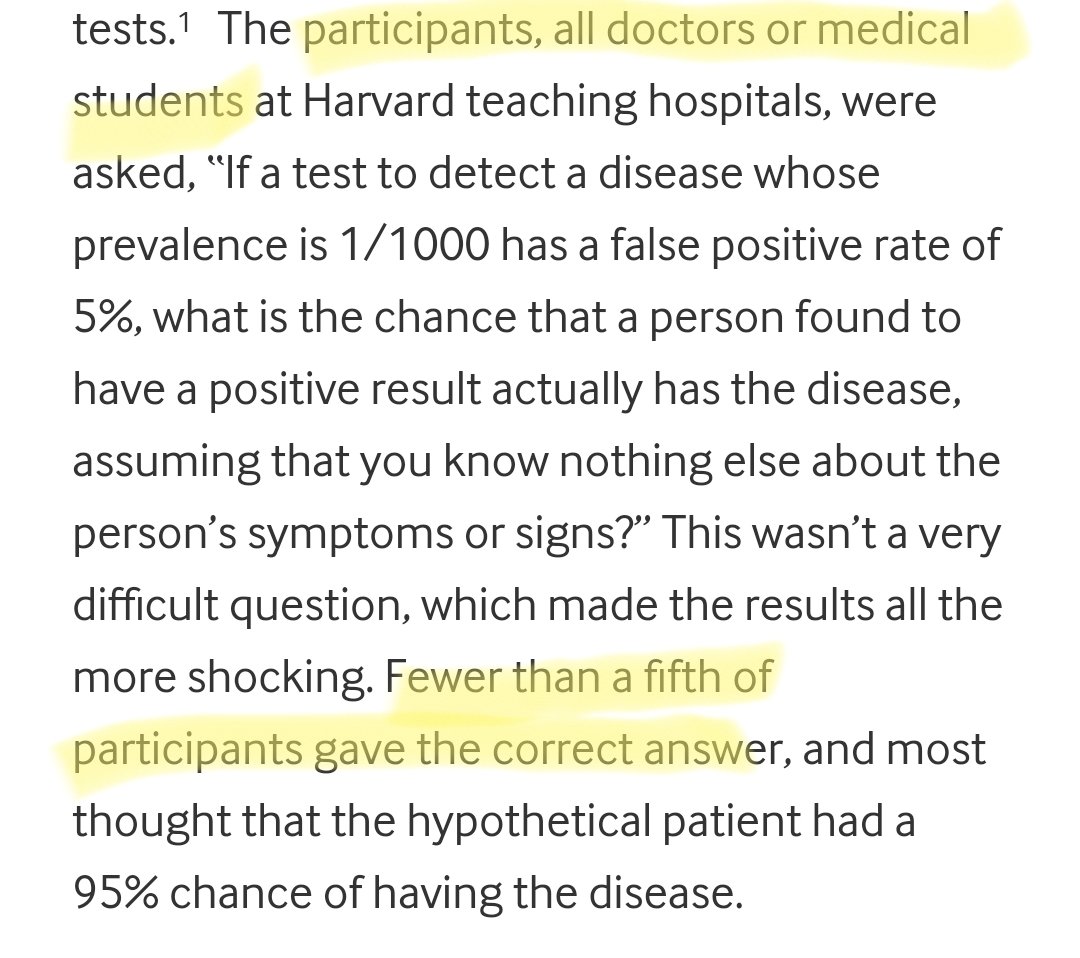 tests.¹ The participants, all doctors or medical
students at Harvard teaching hospitals, were
asked, “If a test to detect a disease whose
prevalence is 1/1000 has a false positive rate of
5%, what is the chance that a person found to
have a positive result actually has the disease,
assuming that you know nothing else about the
person’s symptoms or signs?” This wasn’t a very
difficult question, which made the results all the
more shocking. Fewer than a fifth of
participants gave the correct answer, and most
thought that the hypothetical patient had a
95% chance of having the disease.